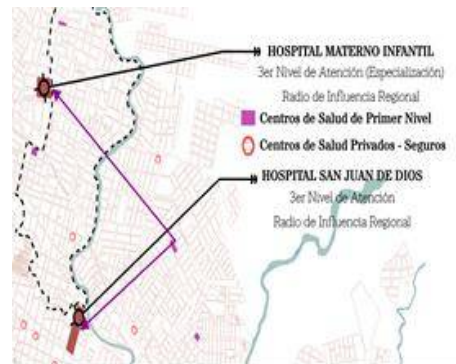 HOSPITAL MATERNO INFANTIL
3er Nivel de Atención (Especialización)
Radio de Influencia Regional
Centros de Salud de Primer Nivel
Centros de Salud Privados - Seguros
HOSPITAL SAN JUAN DE DIOS
3er Nivel de Atención
Radio de Influencia Regional